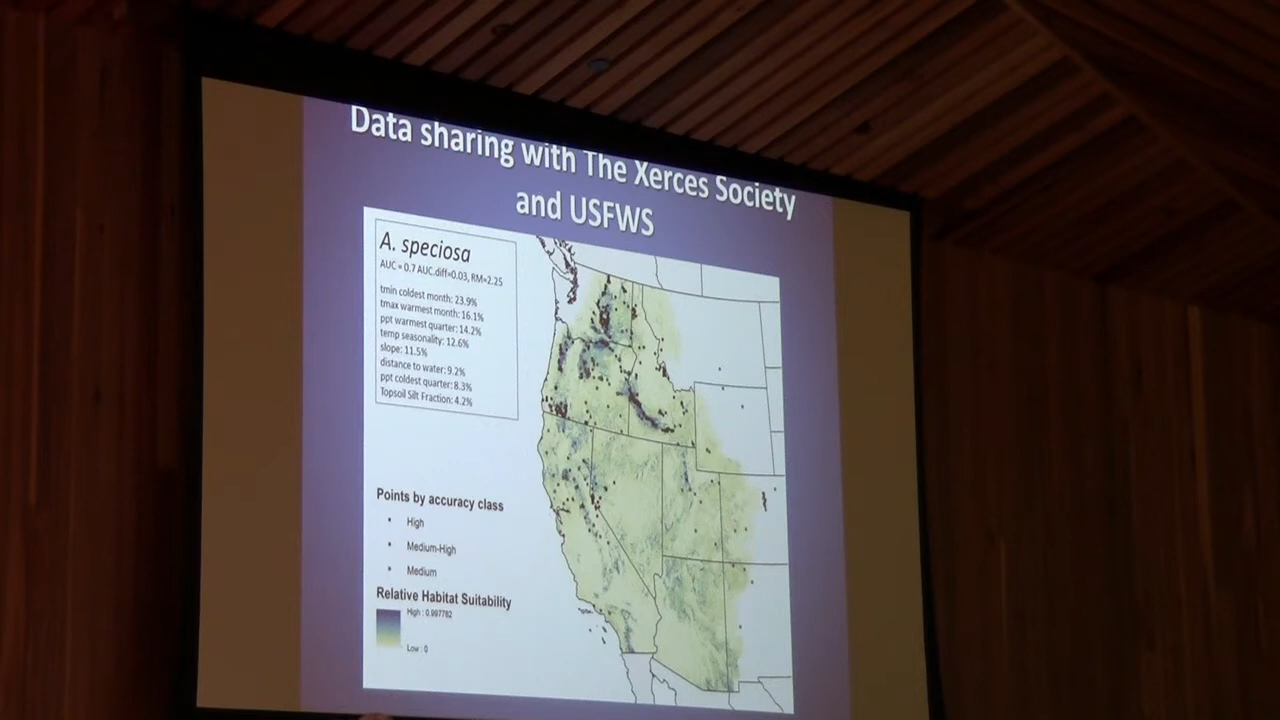 Data sharing with The Xerces Society
and USFWS
A. speciosa
AUC = 0.7 AUC.diff=0.03, RM=2.25
tmin coldest month: 23.9%
tmax warmest month: 16.1%
ppt warmest quarter: 14.2%
temp seasonality: 12.6%
slope: 11.5%
distance to water: 9.2%
ppt coldest quarter: 8.3%
Topsoil Silt Fraction: 4.2%
Points by accuracy class
High
Medium-High
Medium
Relative Habitat Suitability
High : 0.997762
Low : 0